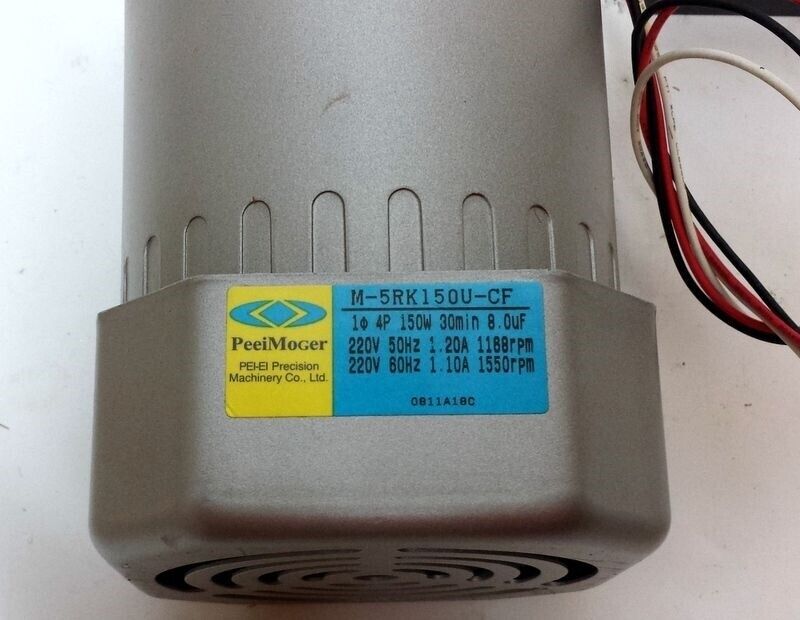 PeeiMoger
PEI-EI Precision
Machinery Co., Ltd.
M-5RK150U-CF
1Φ 4P 150W 30min 8.0uF
220V 50Hz 1.20A 1188rpm
220V 60Hz 1.10A 1550rpm
0811A18C